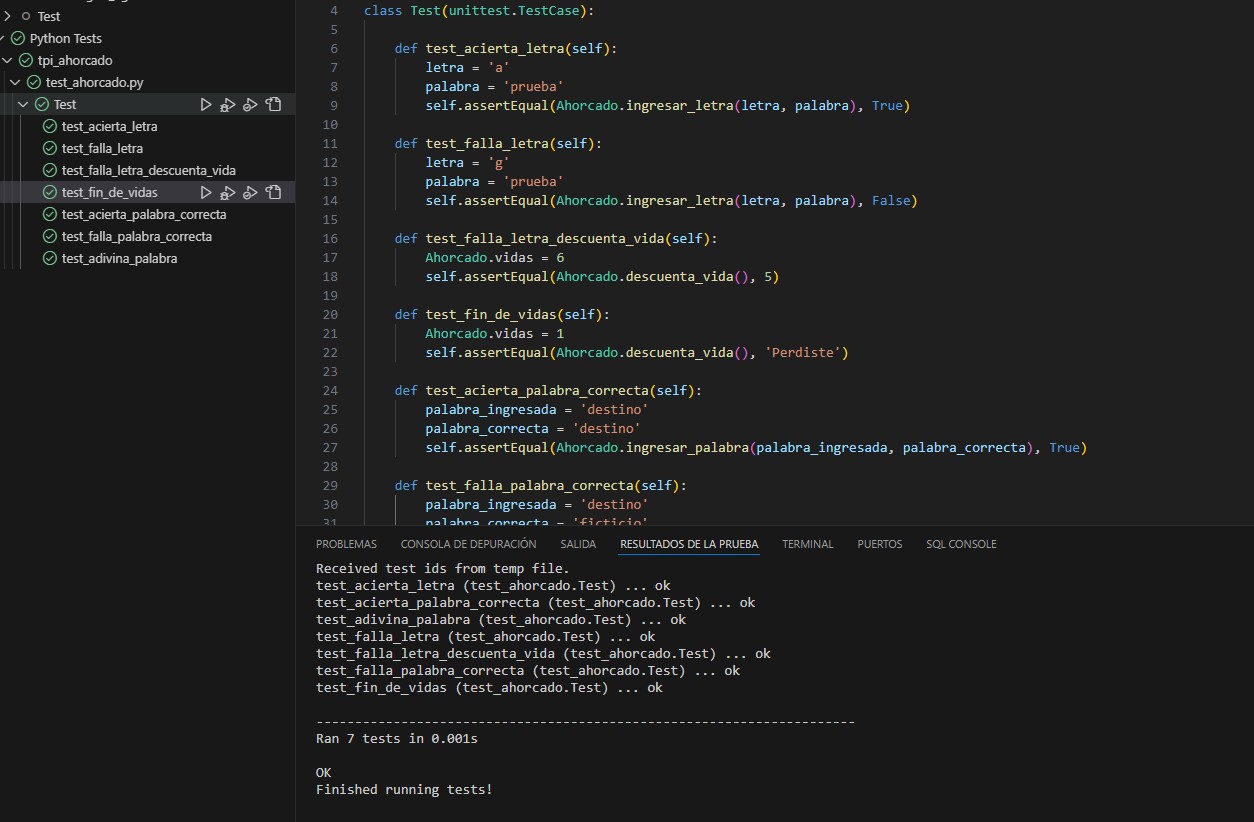 Test
Python Tests
tpi_ahorcado
test_ahorcado.py
Test
test_acierta_letra
test_falla_letra
test_falla_letra_descuenta_vida
test_fin_de_vidas
test_acierta_palabra_correcta
test_falla_palabra_correcta
test_adivina_palabra
4 class Test(unittest.TestCase):
5
6 def test_acierta_letra(self):
7 letra = 'a'
8 palabra = 'prueba'
9 self.assertEqual(Ahorcado.ingresar_letra(letra, palabra), True)
10
11 def test_falla_letra(self):
12 letra = 'g'
13 palabra = 'prueba'
14 self.assertEqual(Ahorcado.ingresar_letra(letra, palabra), False)
15
16 def test_falla_letra_descuenta_vida(self):
17 Ahorcado.vidas = 6
18 self.assertEqual(Ahorcado.descuenta_vida(), 5)
19
20 def test_fin_de_vidas(self):
21 Ahorcado.vidas = 1
22 self.assertEqual(Ahorcado.descuenta_vida(), 'Perdiste')
23
24 def test_acierta_palabra_correcta(self):
25 palabra_ingresada = 'destino'
26 palabra_correcta = 'destino'
27 self.assertEqual(Ahorcado.ingresar_palabra(palabra_ingresada, palabra_correcta), True)
28
29 def test_falla_palabra_correcta(self):
30 palabra_ingresada = 'destino'
31 palabra_correcta = 'ficticio'
PROBLEMAS CONSOLA DE DEPURACIÓN SALIDA RESULTADOS DE LA PRUEBA TERMINAL PUERTOS SQL CONSOLE
Received test ids from temp file.
test_acierta_letra (test_ahorcado.Test) ... ok
test_acierta_palabra_correcta (test_ahorcado.Test) ... ok
test_adivina_palabra (test_ahorcado.Test) ... ok
test_falla_letra (test_ahorcado.Test) ... ok
test_falla_letra_descuenta_vida (test_ahorcado.Test) ... ok
test_falla_palabra_correcta (test_ahorcado.Test) ... ok
test_fin_de_vidas (test_ahorcado.Test) ... ok
----------------------------------------------------------------------
Ran 7 tests in 0.001s
OK
Finished running tests!